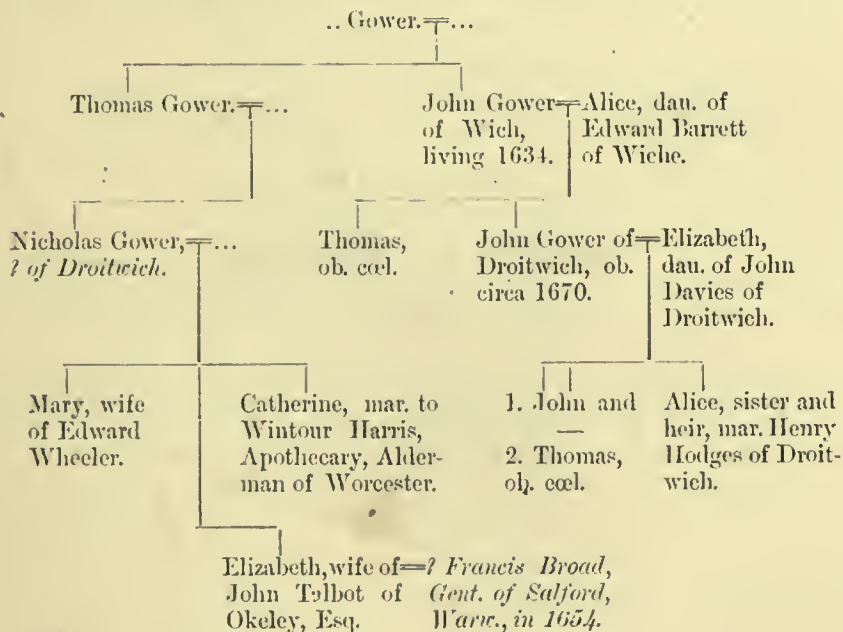 .. Gower.=...
Thomas Gower.=...
John Gower=Alice, dau. of
of Wich, Edward Barrett
living 1634. of Wiche.
Nicholas Gower,=...
? of Droitwich.
Thomas,
ob. cœl.
John Gower of=Elizabeth,
Droitwich, ob. dau. of John
circa 1670. Davies of
Droitwich.
Mary, wife
of Edward
Wheeler.
Catherine, mar. to
Wintour Harris,
Apothecary, Alder-
man of Worcester.
1. John and
—
2. Thomas,
ob. cœl.
Alice, sister and
heir, mar. Henry
Hodges of Droit-
wich.
Elizabeth, wife of=? Francis Broad,
John Talbot of Gent. of Salford,
Okeley, Esq. Warw., in 1654.